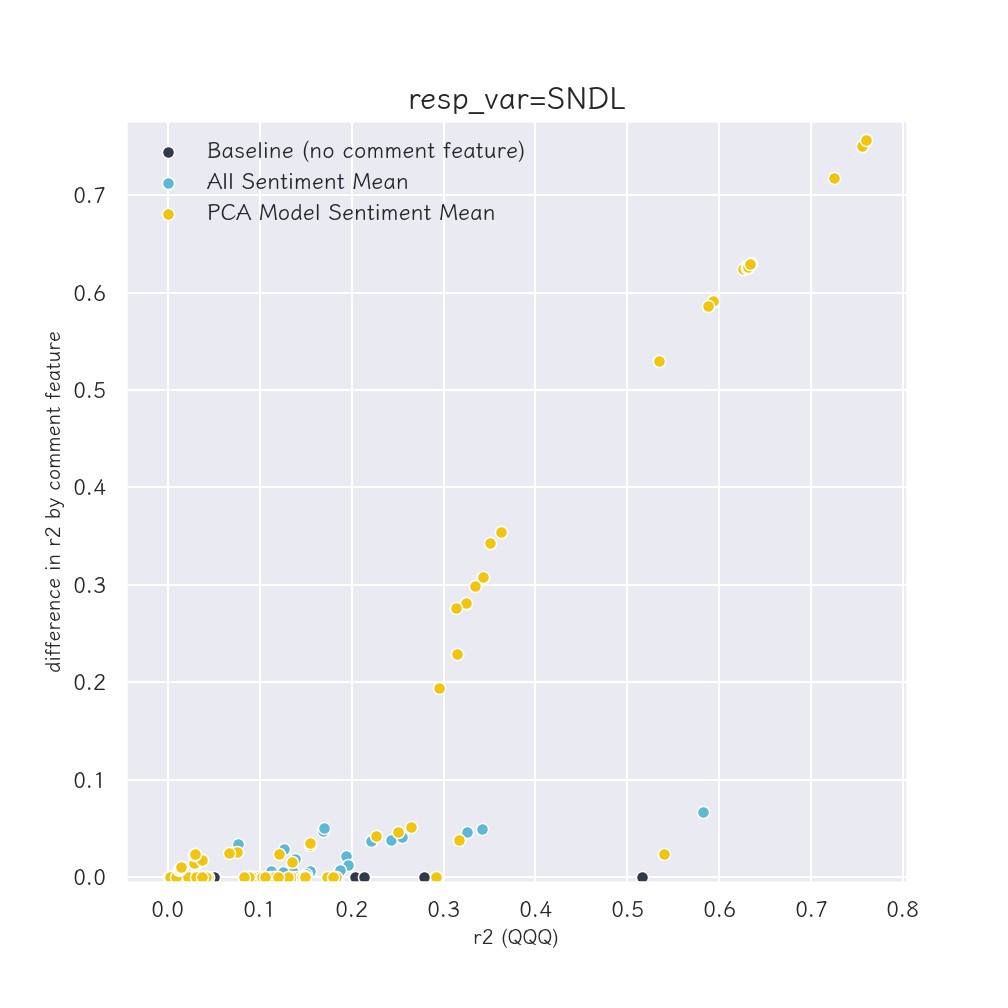 resp_var=SNDL
Baseline (no comment feature)
All Sentiment Mean
PCA Model Sentiment Mean
difference in r2 by comment feature
0.7
0.6
0.5
0.4
0.3
0.2
0.1
0.0
0.0 0.1 0.2 0.3 0.4 0.5 0.6 0.7 0.8
r2 (QQQ)